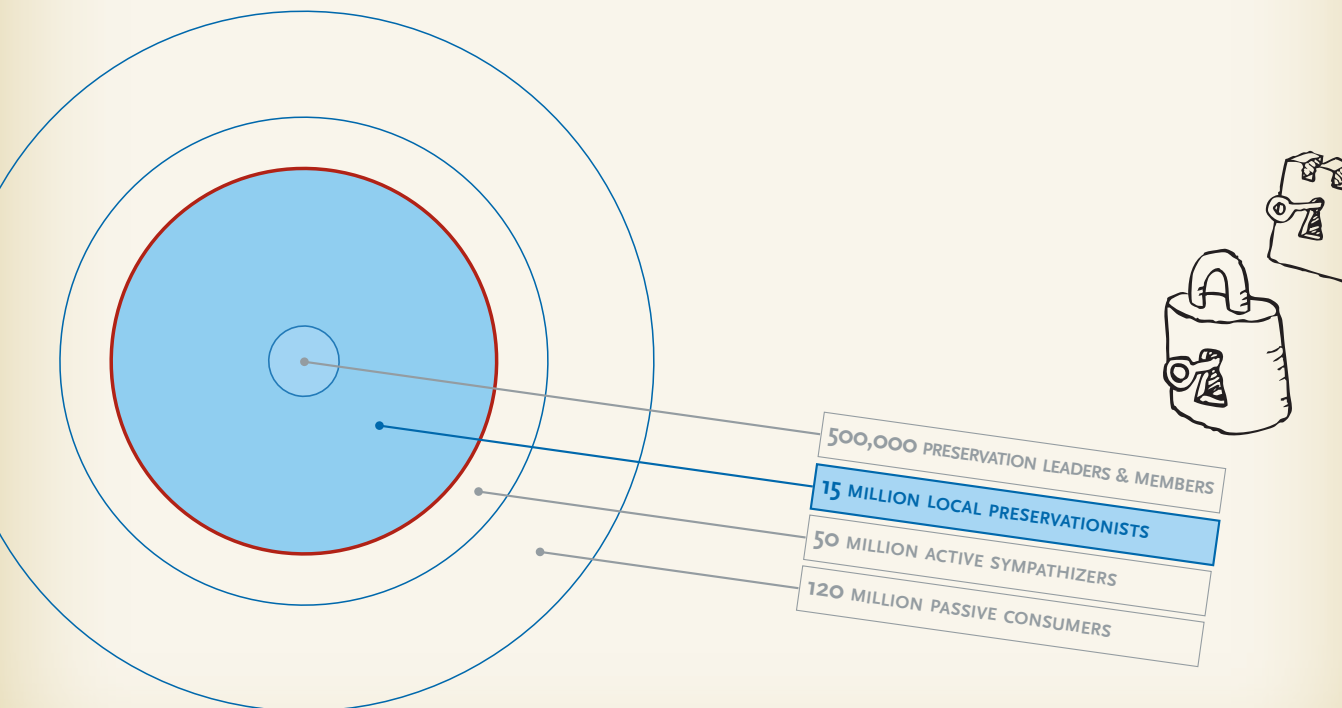 500,000 PRESERVATION LEADERS & MEMBERS
15 MILLION LOCAL PRESERVATIONISTS
50 MILLION ACTIVE SYMPATHIZERS
120 MILLION PASSIVE CONSUMERS